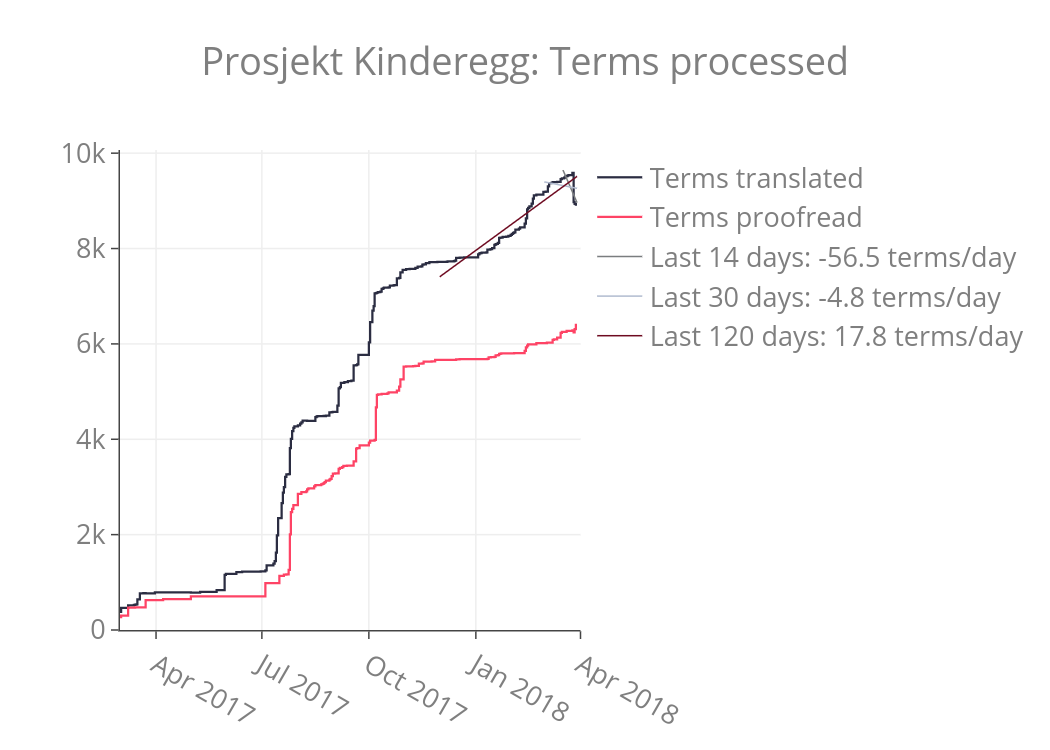 Prosjekt Kinderegg: Terms processed
10k
8k
6k
4k
2k
0
Apr 2017
Jul 2017
Oct 2017
Jan 2018
Apr 2018
Terms translated
Terms proofread
Last 14 days: -56.5 terms/day
Last 30 days: -4.8 terms/day
Last 120 days: 17.8 terms/day